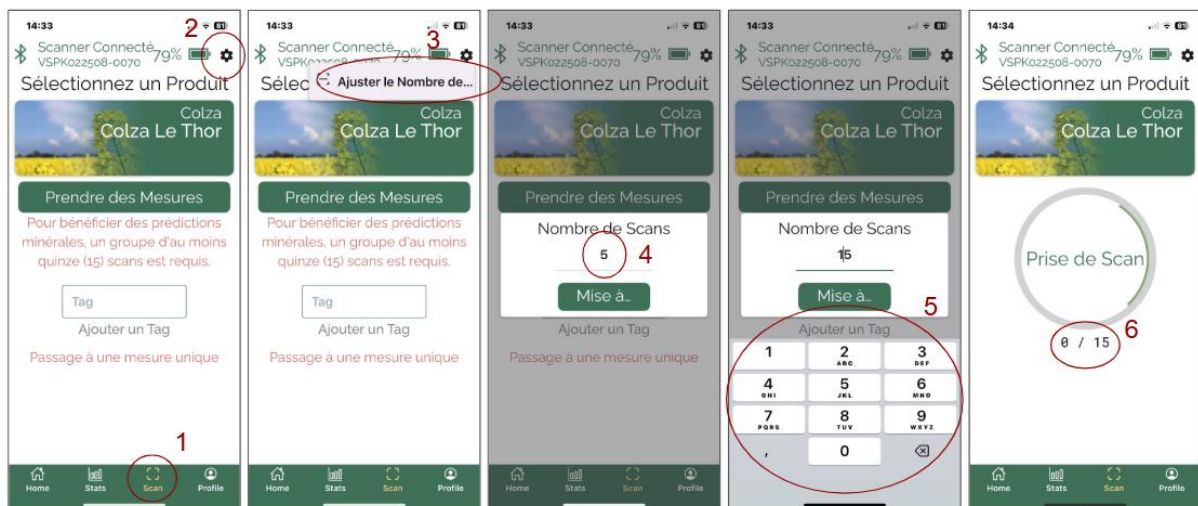 14:33
81
2
Scanner Connecté
VSPK022508-0070
79%
Sélectionnez un Produit
Colza
Colza Le Thor
Prendre des Mesures
Pour bénéficier des prédictions
minérales, un groupe d'au moins
quinze (15) scans est requis.
Tag
Ajouter un Tag
Passage à une mesure unique
1
Home
Stats
Scan
Profile
14:33
81
3
Scanner Connecté
VSPK022508-0070
79%
Ajuster le Nombre de...
Sélec
Colza
Colza Le Thor
Prendre des Mesures
Pour bénéficier des prédictions
minérales, un groupe d'au moins
quinze (15) scans est requis.
Tag
Ajouter un Tag
Passage à une mesure unique
Home
Stats
Scan
Profile
14:33
81
Scanner Connecté
VSPK022508-0070
79%
Sélectionnez un Produit
Colza
Colza Le Thor
Prendre des Mesures
Nombre de Scans
5
4
Mise à...
Ajouter un Tag
Passage à une mesure unique
Home
Stats
Scan
Profile
14:33
81
Scanner Connecté
VSPK022508-0070
79%
Sélectionnez un Produit
Colza
Colza Le Thor
Prendre des Mesures
Nombre de Scans
15
Mise à...
5
Ajouter un Tag
1 2 3
ABC DEF
4 5 6
GHI JKL MNO
7 8 9
PQRS TUV WXYZ
, 0
14:34
81
Scanner Connecté
VSPK022508-0070
79%
Sélectionnez un Produit
Colza
Colza Le Thor
Prise de Scan
6
0 / 15
Home
Stats
Scan
Profile